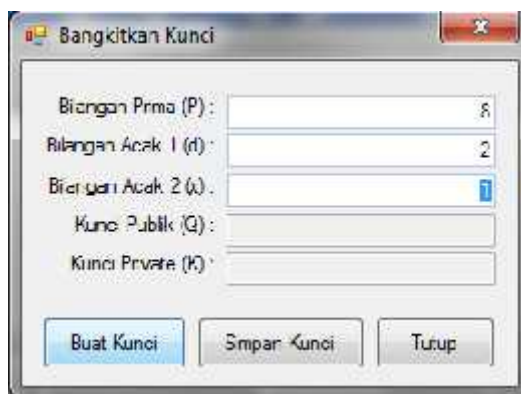 Bangkitkan Kunci
Bilangan Prima (P) : 8
Bilangan Acak 1 (d) : 2
Bilangan Acak 2 (x) : 1
Kunci Publik (Q) :
Kunci Private (K) :
Buat Kunci Simpan Kunci Tutup